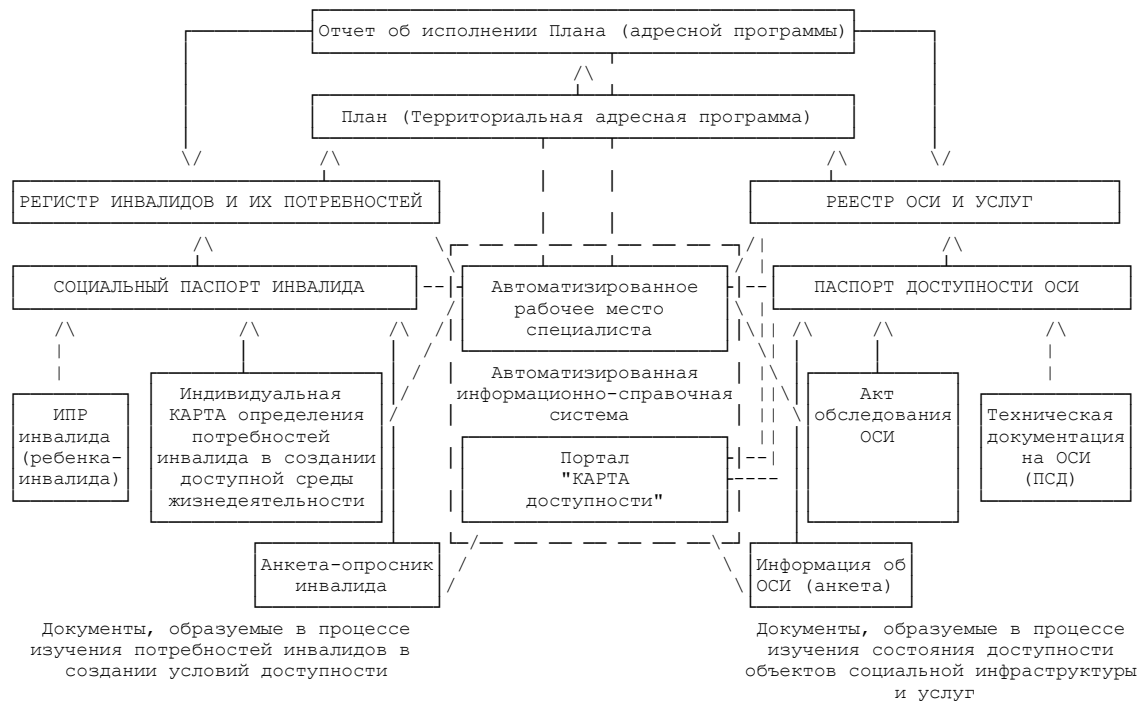 Отчет об исполнении Плана (адресной программы)
План (Территориальная адресная программа)
РЕГИСТР ИНВАЛИДОВ И ИХ ПОТРЕБНОСТЕЙ
РЕЕСТР ОСИ И УСЛУГ
СОЦИАЛЬНЫЙ ПАСПОРТ ИНВАЛИДА
Автоматизированное
рабочее место
специалиста
ПАСПОРТ ДОСТУПНОСТИ ОСИ
Автоматизированная
информационно-справочная
система
ИПР
инвалида
(ребенка-
инвалида)
Индивидуальная
КАРТА определения
потребностей
инвалида в создании
доступной среды
жизнедеятельности
Портал
"КАРТА
доступности"
Акт
обследования
ОСИ
Техническая
документация
на ОСИ
(ПСД)
Анкета-опросник
инвалида
Информация об
ОСИ (анкета)
Документы, образуемые в процессе
изучения потребностей инвалидов в
создании условий доступности
Документы, образуемые в процессе
изучения состояния доступности
объектов социальной инфраструктуры
и услуг